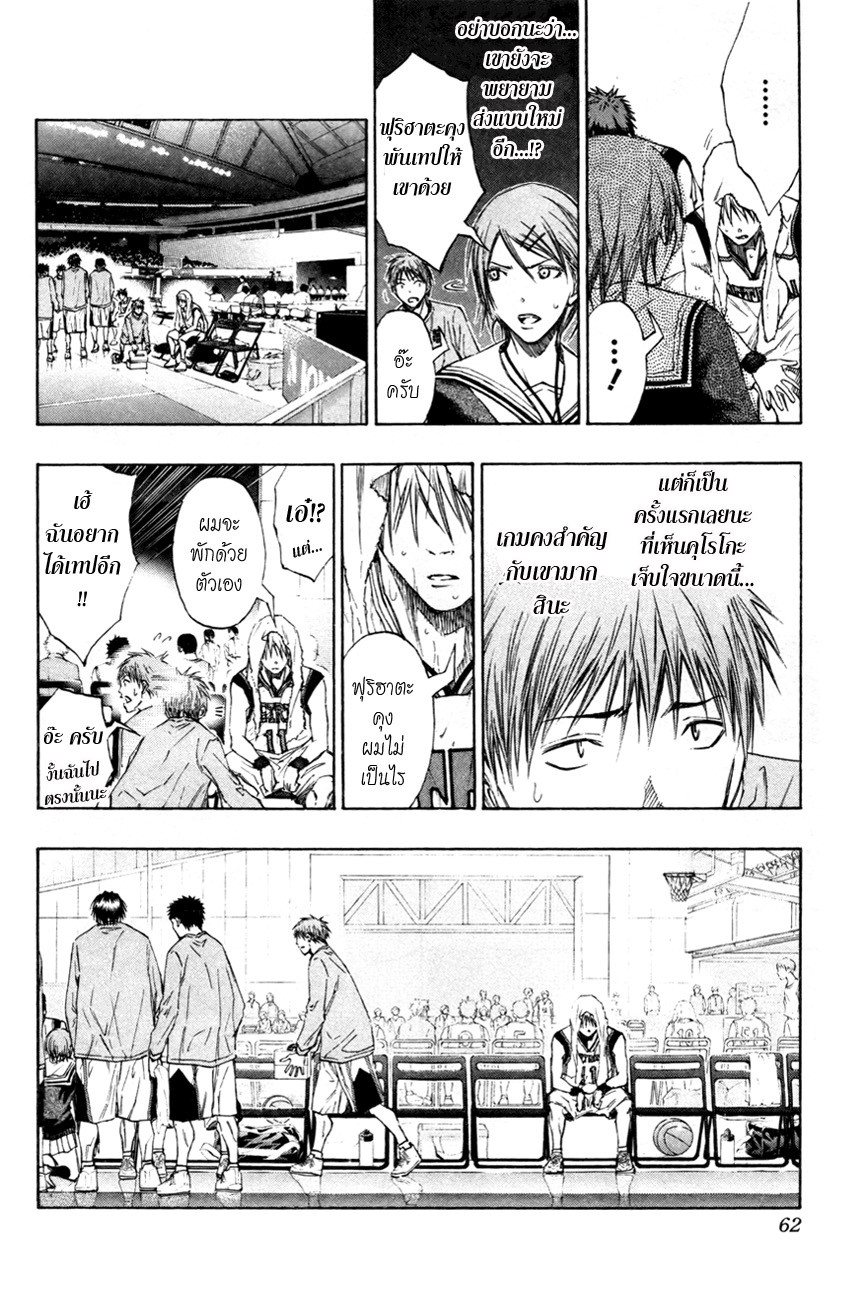 ...
...!
อย่าบอกนะว่า...
เขายังจะ
พยายาม
ส่งแบบใหม่
อีก...!?
ฟุริฮาตะคุง
พันเทปให้
เขาด้วย
อ๊ะ
ครับ
แต่ก็เป็น
ครั้งแรกเลยนะ
ที่เห็นคุโรโกะ
เจ็บใจขนาดนี้...
เกมคงสำคัญ
กับเขามาก
สินะ
ฟุริฮาตะ
คุง
ผมไม่
เป็นไร
เอ๋!?
แต่...
ผมจะ
พักด้วย
ตัวเอง
เฮ้
ฉันอยาก
ได้เทปอีก
!!
อ๊ะ ครับ
งั้นฉันไป
ตรงนั้นนะ
11
62